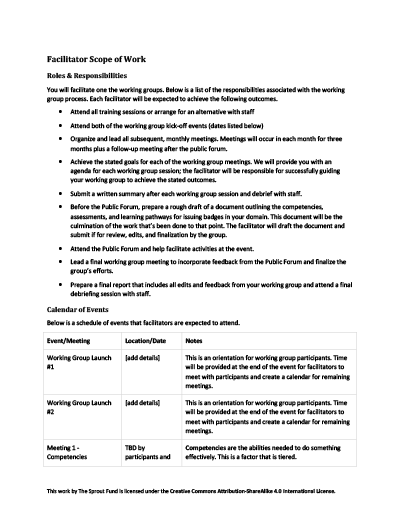 Facilitator Scope of Work
Roles & Responsibilities
You will facilitate one the working groups. Below is a list of the responsibilities associated with the working
group process. Each facilitator will be expected to achieve the following outcomes.
• Attend all training sessions or arrange for an alternative with staff
• Attend both of the working group kick-off events (dates listed below)
• Organize and lead all subsequent, monthly meetings. Meetings will occur in each month for three
months plus a follow-up meeting after the public forum.
• Achieve the stated goals for each of the working group meetings. We will provide you with an
agenda for each working group session; the facilitator will be responsible for successfully guiding
your working group to achieve the stated outcomes.
• Submit a written summary after each working group session and debrief with staff.
• Before the Public Forum, prepare a rough draft of a document outlining the competencies,
assessments, and learning pathways for issuing badges in your domain. This document will be the
culmination of the work that's been done to that point. The facilitator will draft the document and
submit if for review, edits, and finalization by the group.
• Attend the Public Forum and help facilitate activities at the event.
• Lead a final working group meeting to incorporate feedback from the Public Forum and finalize the
group's efforts.
• Prepare a final report that includes all edits and feedback from your working group and attend a final
debriefing session with staff.
Calendar of Events
Below is a schedule of events that facilitators are expected to attend.
Event/Meeting Location/Date Notes
Working Group Launch [add details] This is an orientation for working group participants. Time
#1 will be provided at the end of the event for facilitators to
meet with participants and create a calendar for remaining
meetings.
Working Group Launch [add details] This is an orientation for working group participants. Time
#2 will be provided at the end of the event for facilitators to
meet with participants and create a calendar for remaining
meetings.
Meeting 1 - TBD by Competencies are the abilities needed to do something
Competencies participants and effectively. This is a factor that is tiered.
This work by The Sprout Fund is licensed under the Creative Commons Attribution-ShareAlike 4.0 International License.